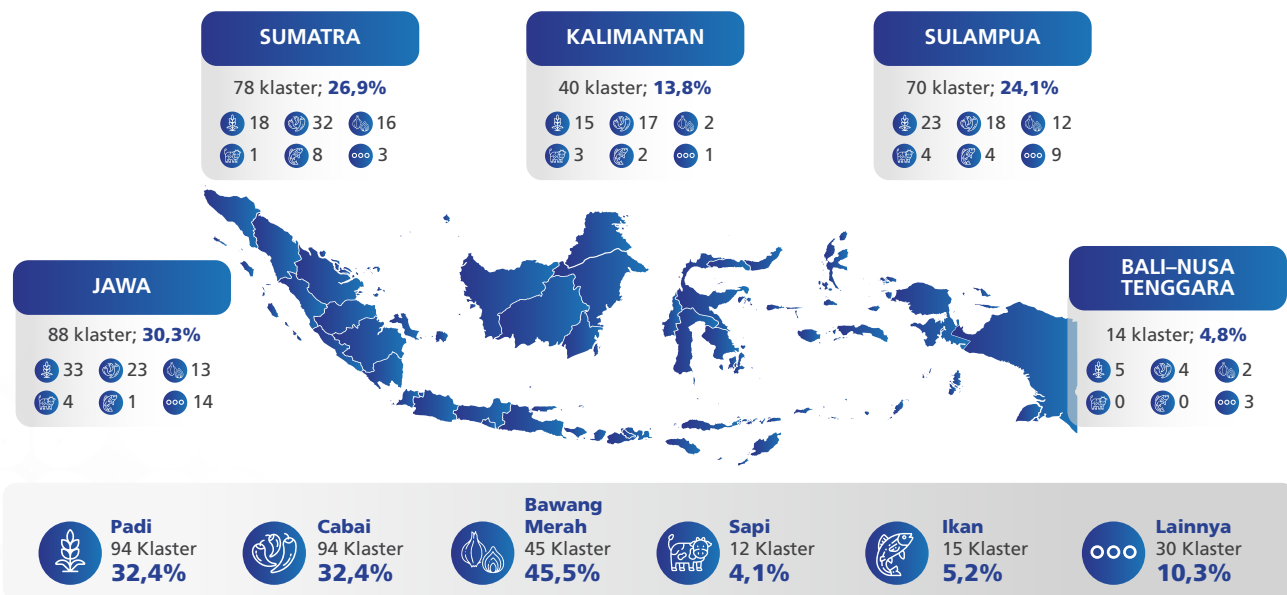 SUMATRA
78 klaster; 26,9%
18 32 16
1 8 3
KALIMANTAN
40 klaster; 13,8%
15 17 2
3 2 1
SULAMPUA
70 klaster; 24,1%
23 18 12
4 4 9
JAWA
88 klaster; 30,3%
33 23 13
4 1 14
BALI–NUSA
TENGGARA
14 klaster; 4,8%
5 4 2
0 0 3
Padi
94 Klaster
32,4%
Cabai
94 Klaster
32,4%
Bawang
Merah
45 Klaster
45,5%
Sapi
12 Klaster
4,1%
Ikan
15 Klaster
5,2%
Lainnya
30 Klaster
10,3%